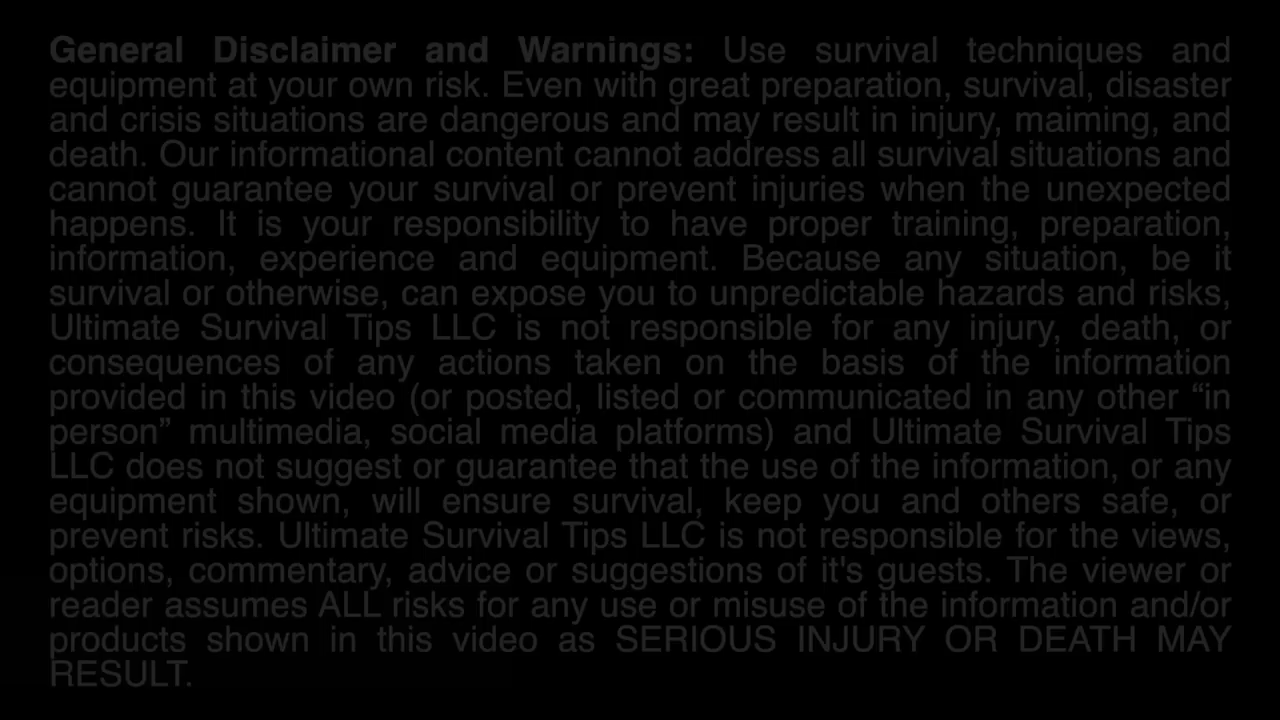 General Disclaimer and Warnings: Use survival techniques and
equipment at your own risk. Even with great preparation, survival, disaster
and crisis situations are dangerous and may result in injury, maiming, and
death. Our informational content cannot address all survival situations and
cannot guarantee your survival or prevent injuries when the unexpected
happens. It is your responsibility to have proper training, preparation,
information, experience and equipment. Because any situation, be it
survival or otherwise, can expose you to unpredictable hazards and risks,
Ultimate Survival Tips LLC is not responsible for any injury, death, or
consequences of any actions taken on the basis of the information
provided in this video (or posted, listed or communicated in any other “in
person” multimedia, social media platforms) and Ultimate Survival Tips
LLC does not suggest or guarantee that the use of the information, or any
equipment shown, will ensure survival, keep you and others safe, or
prevent risks. Ultimate Survival Tips LLC is not responsible for the views,
options, commentary, advice or suggestions of it's guests. The viewer or
reader assumes ALL risks for any use or misuse of the information and/or
products shown in this video as SERIOUS INJURY OR DEATH MAY
RESULT.